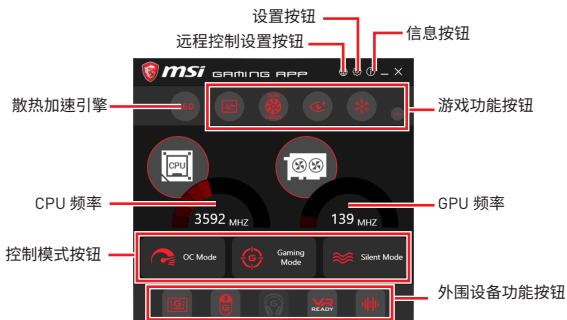 设置按钮
远程控制设置按钮
信息按钮
msi GAMING APP
散热加速引擎
游戏功能按钮
CPU
CPU 频率
3592 MHZ
139 MHZ
GPU 频率
控制模式按钮
OC Mode
Gaming Mode
Silent Mode
外围设备功能按钮
VR READY